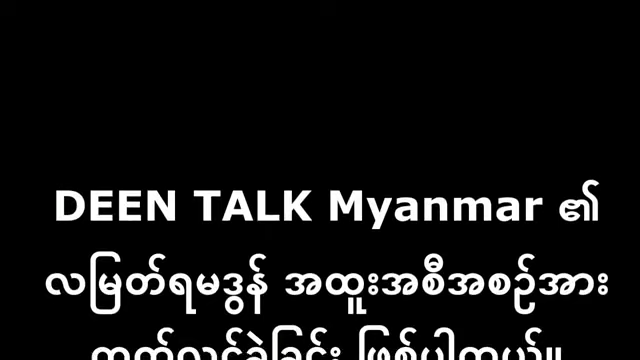 DEEN TALK Myanmar ၏
လမြတ်ရမဒွန် အထူးအစီအစဉ်အား
ထုတ်လွှင့်ခဲ့ခြင်း ဖြစ်ပါတယ်။